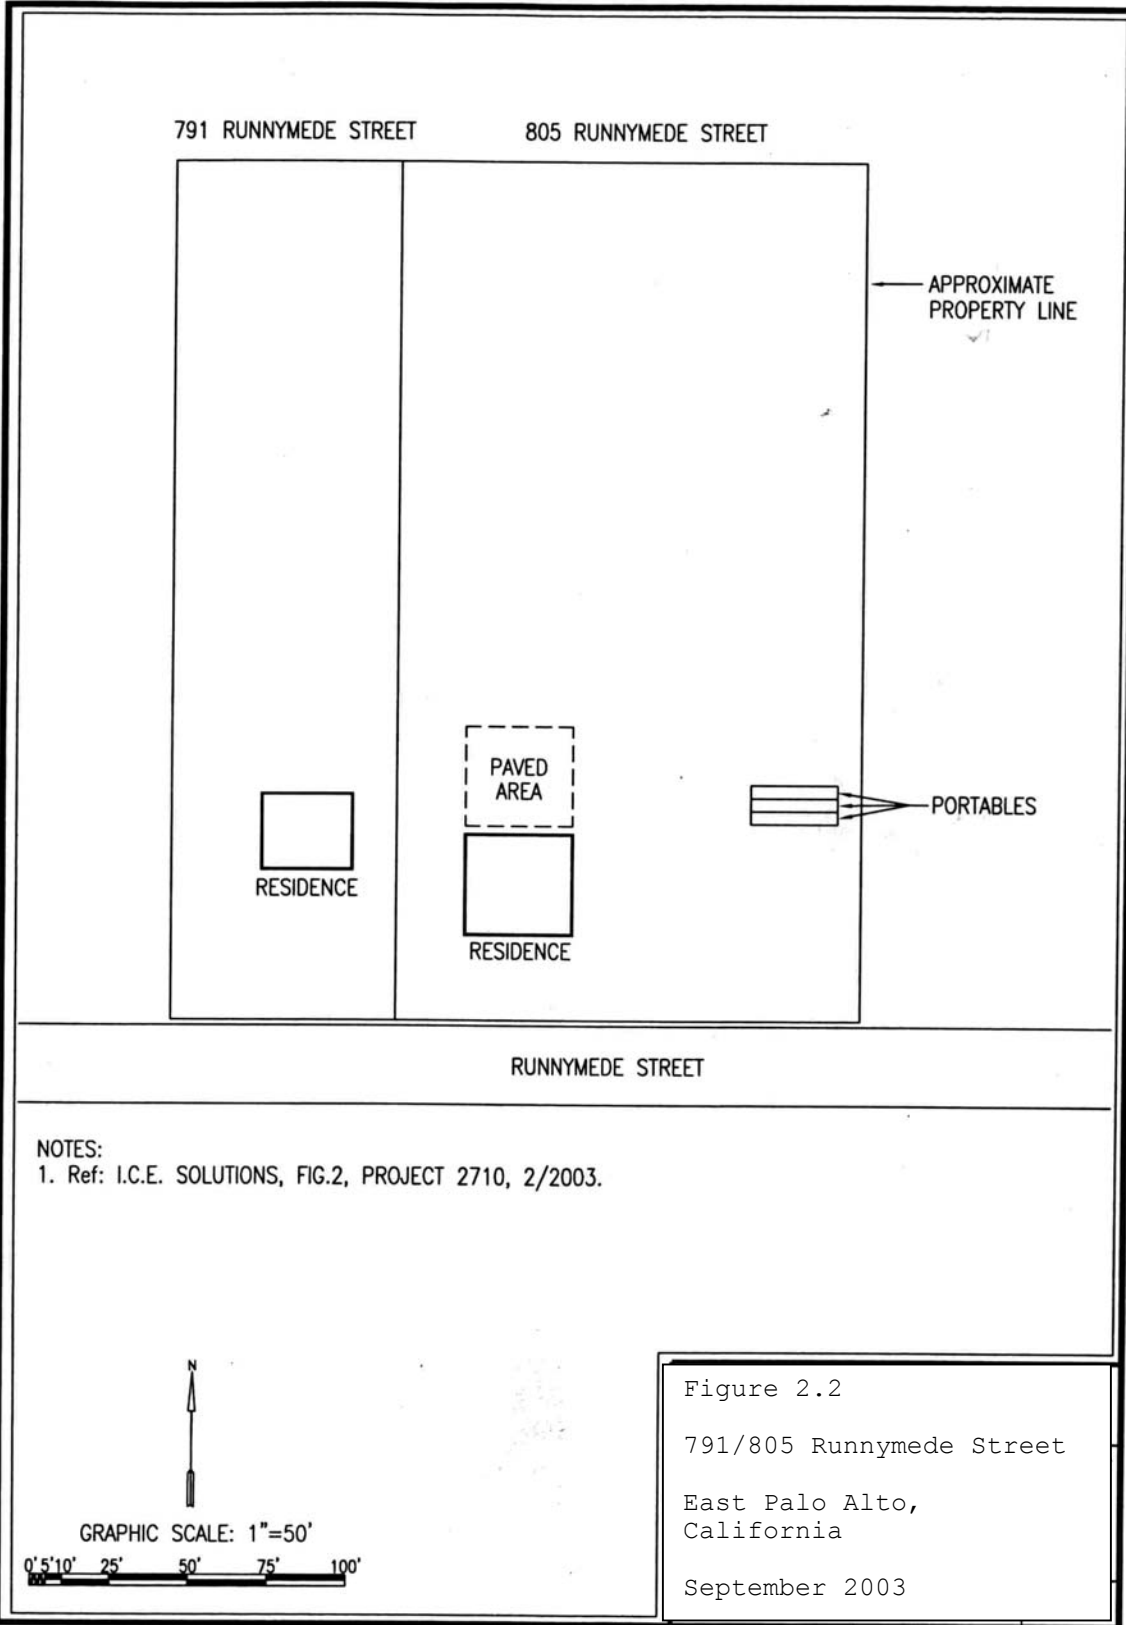 791 RUNNYMEDE STREET
805 RUNNYMEDE STREET
APPROXIMATE
PROPERTY LINE
PAVED
AREA
PORTABLES
RESIDENCE
RESIDENCE
RUNNYMEDE STREET
NOTES:
1. Ref: I.C.E. SOLUTIONS, FIG.2, PROJECT 2710, 2/2003.
N
GRAPHIC SCALE: 1"=50'
0' 5'10' 25' 50' 75' 100'
Figure 2.2
791/805 Runnymede Street
East Palo Alto,
California
September 2003